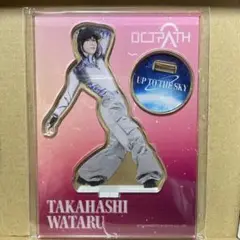 OCTPATH
UP TO THE SKY
TAKAHASHI
WATARU